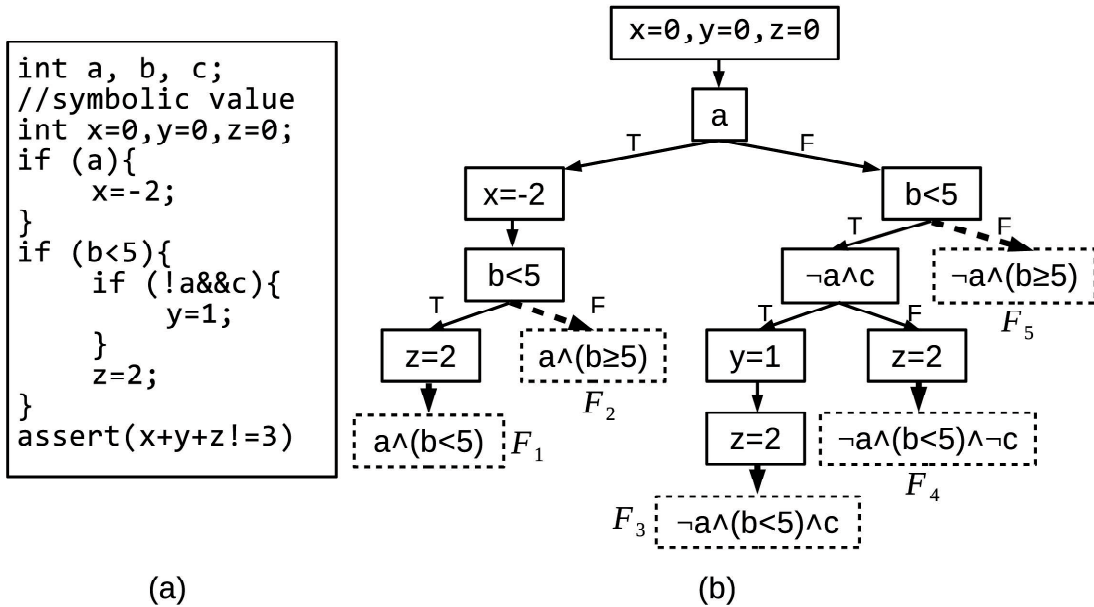 int a, b, c;
//symbolic value
int x=0,y=0,z=0;
if (a){
x=-2;
}
if (b<5){
if (!a&&c){
y=1;
}
z=2;
}
assert(x+y+z!=3)
(a)
x=0,y=0,z=0
a
T
F
x=-2
b<5
T
F
b<5
¬a^c
¬a^(b≥5)
F5
T
F
T
F
z=2
a^(b≥5)
F2
y=1
z=2
a^(b<5) F1
z=2
¬a^(b<5)^¬c
F4
F3 ¬a^(b<5)^c
(b)